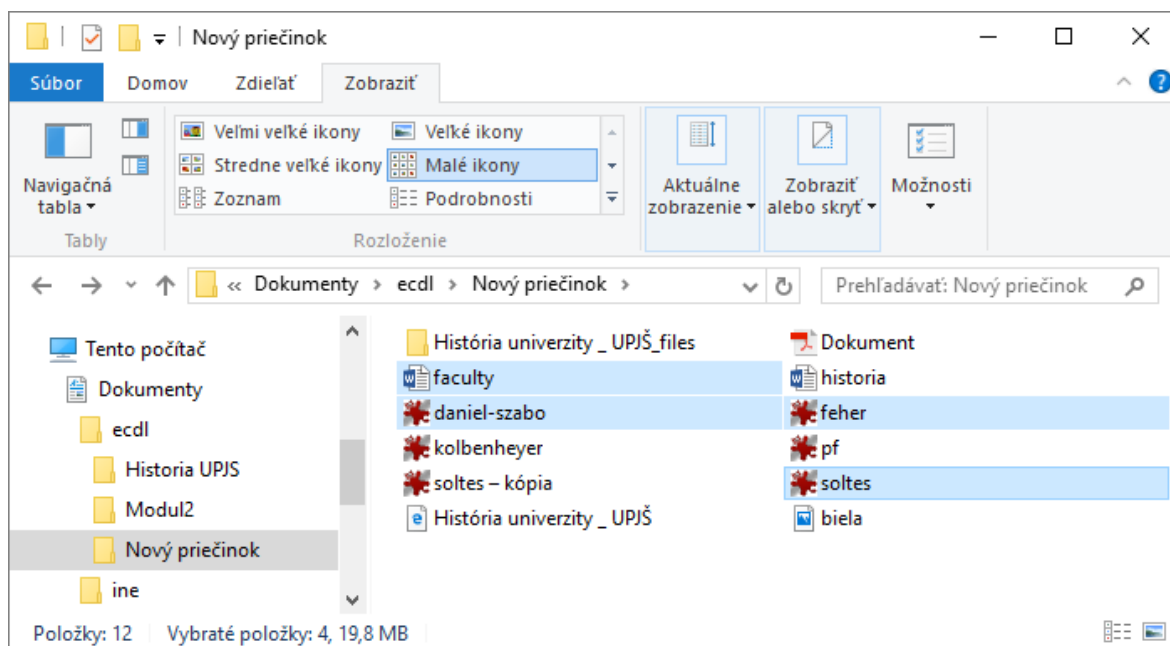 Nový priečinok
Súbor Domov Zdieľať Zobraziť
Veľmi veľké ikony Veľké ikony
Stredne veľké ikony Malé ikony
Zoznam Podrobnosti
Navigačná
tabla
Aktuálne
zobrazenie
Zobraziť
alebo skryť
Možnosti
Tably Rozloženie
« Dokumenty › ecdl › Nový priečinok ›
Prehľadávať: Nový priečinok
Tento počítač
Dokumenty
ecdl
Historia UPJS
Modul2
Nový priečinok
ine
História univerzity _ UPJŠ_files Dokument
faculty historia
daniel-szabo feher
kolbenheyer pf
soltes – kópia soltes
História univerzity _ UPJŠ biela
Položky: 12 Vybraté položky: 4, 19,8 MB